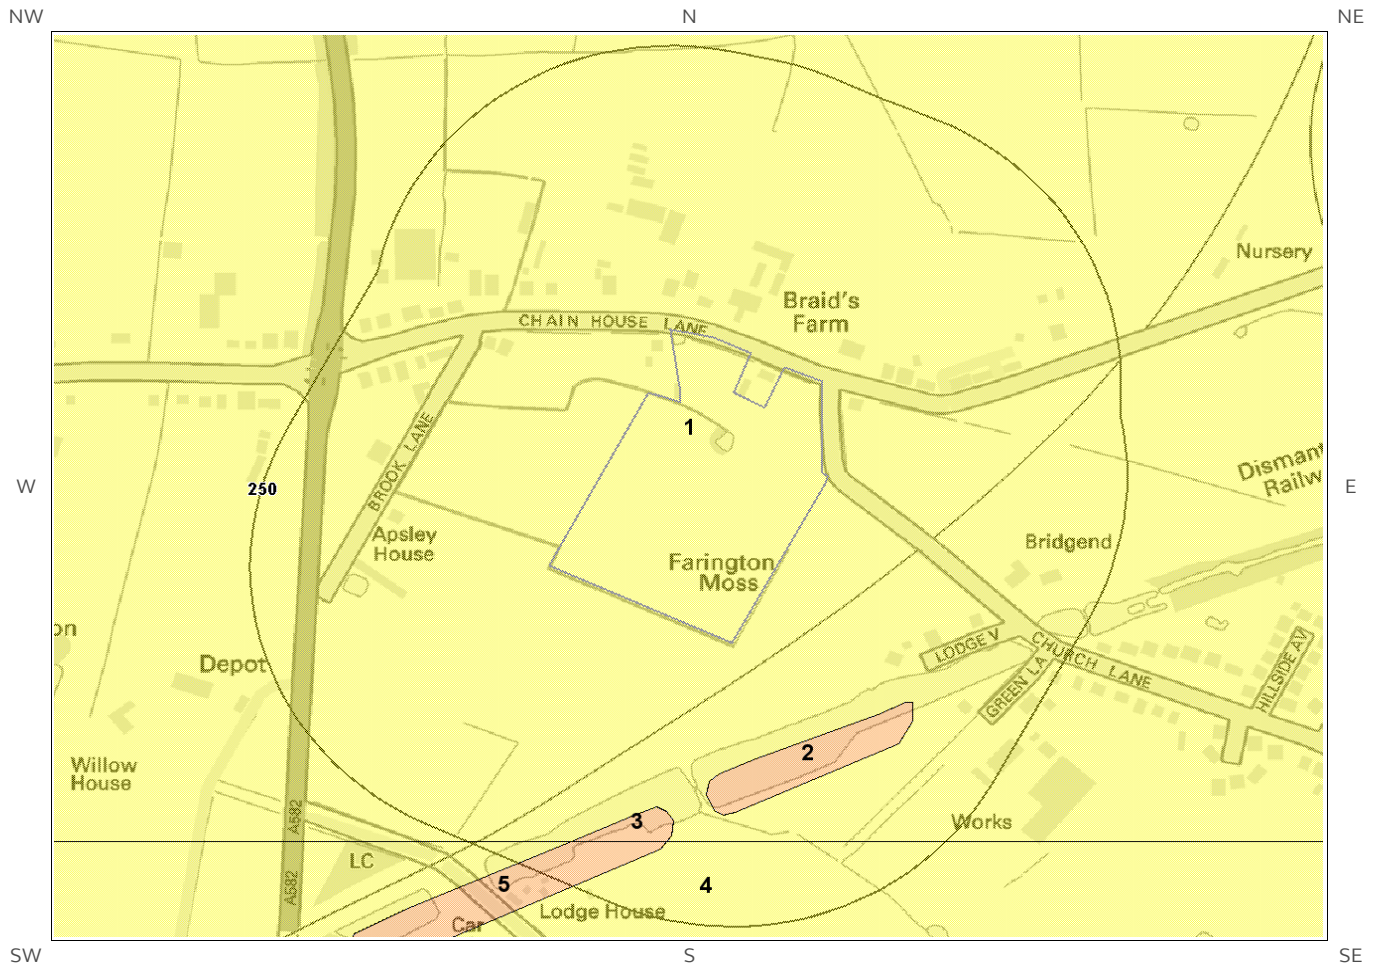 NW
N
NE
Nursery
Braid's
Farm
CHAIN HOUSE LANE
1
BROOK LANE
W
250
E
Dismant
Railw
Apsley
House
Bridgend
Farington
Moss
on
LODGE V
CHURCH LANE
GREEN LA
HILLSIDE AV
Depot
2
Willow
House
3
A582
Works
LC
5
4
A582
Lodge House
Car
SW
S
SE